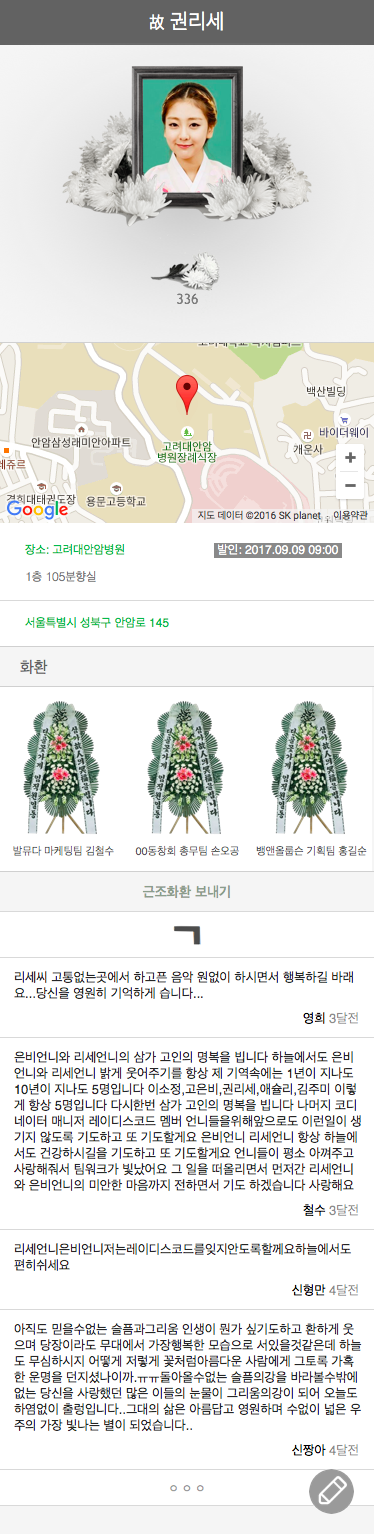 故 권리세
336
고려대학교 의과대학
백산빌딩
바이더웨이
안암삼성래미안아파트
고려대안암
병원장례식장
개운사
레쥬르
경희대태권도장
용문고등학교
Google
지도 데이터 ©2016 SK planet
이용약관
장소: 고려대안암병원
발인: 2017.09.09 09:00
1층 105분향실
서울특별시 성북구 안암로 145
화환
발뮤다 마케팅팀 김철수
00동창회 총무팀 손오공
뱅앤올룹슨 기획팀 홍길순
근조화환 보내기
ㄱ
리세씨 고통없는곳에서 하고픈 음악 원없이 하시면서 행복하길 바래
요...당신을 영원히 기억하게 습니다...
영희 3달전
은비언니와 리세언니의 삼가 고인의 명복을 빕니다 하늘에서도 은비
언니와 리세언니 밝게 웃어주기를 항상 제 기역속에는 1년이 지나도
10년이 지나도 5명입니다 이소정,고은비,권리세,애슐리,김주미 이렇
게 항상 5명입니다 다시한번 삼가 고인의 명복을 빕니다 나머지 코디
네이터 매니저 레이디스코드 멤버 언니들을위해앞으로도 이런일이 생
기지 않도록 기도하고 또 기도할게요 은비언니 리세언니 항상 하늘에
서도 건강하시길을 기도하고 또 기도할게요 언니들이 평소 아껴주고
사랑해줘서 팀워크가 빛났어요 그 일을 떠올리면서 먼저간 리세언니
와 은비언니의 미안한 마음까지 전하면서 기도 하겠습니다 사랑해요
철수 3달전
리세언니은비언니저는레이디스코드를잊지안도록할께요하늘에서도
편히쉬세요
신형만 4달전
아직도 믿을수없는 슬픔과그리움 인생이 뭔가 싶기도하고 환하게 웃
으며 당장이라도 무대에서 가장행복한 모습으로 서있을것같은데 하늘
도 무심하시지 어떻게 저렇게 꽃처럼아름다운 사람에게 그토록 가혹
한 운명을 던지셨나이까.ㅠㅠ돌아올수없는 슬픔의강을 바라볼수밖에
없는 당신을 사랑했던 많은 이들의 눈물이 그리움의강이 되어 오늘도
하염없이 출렁입니다..그대의 삶은 아름답고 영원하며 수없이 넓은 우
주의 가장 빛나는 별이 되었습니다..
신짱아 4달전